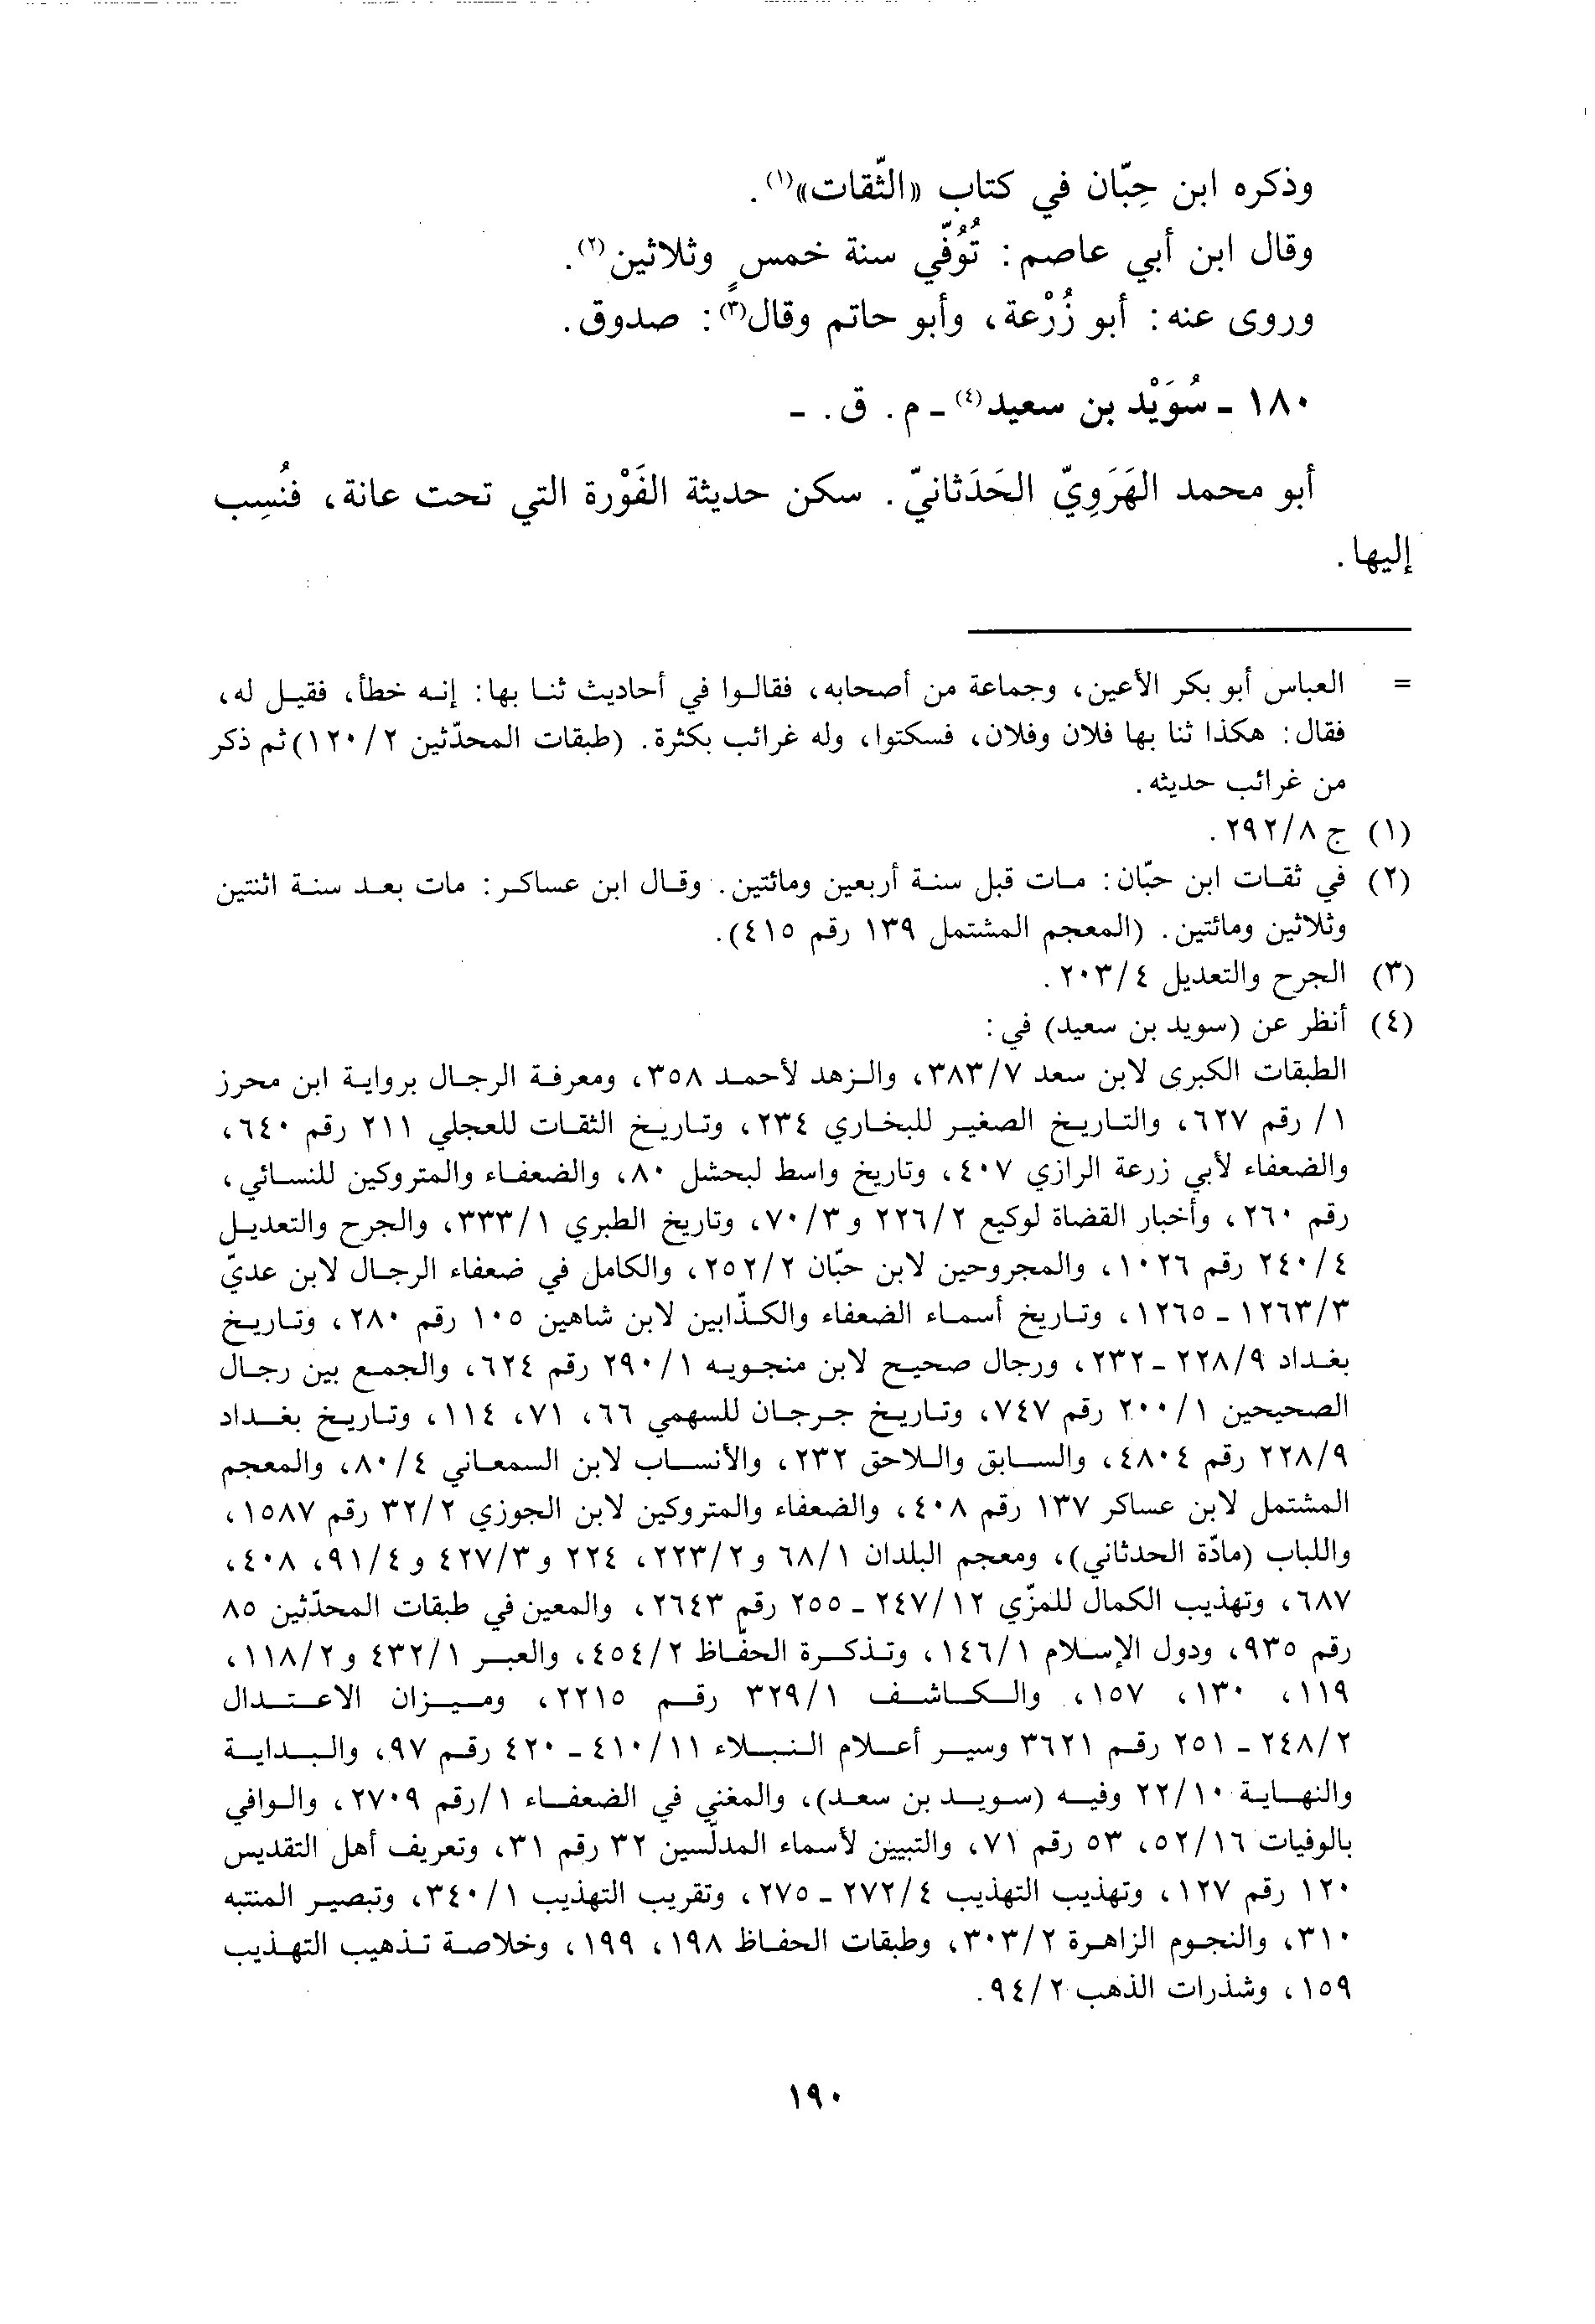 وذكره ابن حِبّان في كتاب «الثّقات»(١).
وقال ابن أبي عاصم: تُوُفّي سنة خمسٍ وثلاثين(٢).
وروى عنه: أبو زُرْعة، وأبو حاتم وقال(٣): صدوق.
١٨٠ ـ سُوَيْد بن سعيد(٤) ـ م. ق. ـ
أبو محمد الهَرَوِيّ الحَدَثانيّ. سكن حديثة الفَوْرة التي تحت عانة، فنُسِب
إليها.
= العباس أبو بكر الأعين، وجماعة من أصحابه، فقالوا في أحاديث ثنا بها: إنه خطأ، فقيل له،
فقال: هكذا ثنا بها فلان وفلان، فسكتوا، وله غرائب بكثرة. (طبقات المحدّثين ١٢٠/٢) ثم ذكر
من غرائب حديثه.
(١) ج ٢٩٢/٨.
(٢) في ثقات ابن حبّان: مات قبل سنة أربعين ومائتين. وقال ابن عساكر: مات بعد سنة اثنتين
وثلاثين ومائتين. (المعجم المشتمل ١٣٩ رقم ٤١٥).
(٣) الجرح والتعديل ٢٠٣/٤.
(٤) أنظر عن (سويد بن سعيد) في:
الطبقات الكبرى لابن سعد ٣٨٣/٧، والزهد لأحمد ٣٥٨، ومعرفة الرجال برواية ابن محرز
١/ رقم ٦٢٧، والتاريخ الصغير للبخاري ٢٣٤، وتاريخ الثقات للعجلي ٢١١ رقم ٦٤٠،
والضعفاء لأبي زرعة الرازي ٤٠٧، وتاريخ واسط لبحشل ٨٠، والضعفاء والمتروكين للنسائي،
رقم ٢٦٠، وأخبار القضاة لوكيع ٢٢٦/٢ و ٧٠/٣، وتاريخ الطبري ٣٣٣/١، والجرح والتعديل
٢٤٠/٤ رقم ١٠٢٦، والمجروحين لابن حبّان ٢٥٢/٢، والكامل في ضعفاء الرجال لابن عديّ
١٢٦٣/٣ ـ ١٢٦٥، وتاريخ أسماء الضعفاء والكذّابين لابن شاهين ١٠٥ رقم ٢٨٠، وتاريخ
بغداد ٢٢٨/٩ ـ ٢٣٢، ورجال صحيح لابن منجويه ٢٩٠/١ رقم ٦٢٤، والجمع بين رجال
الصحيحين ٢٠٠/١ رقم ٧٤٧، وتاريخ جرجان للسهمي ٦٦، ٧١، ١١٤، وتاريخ بغداد
٢٢٨/٩ رقم ٤٨٠٤، والسابق واللاحق ٢٣٢، والأنساب لابن السمعاني ٨٠/٤، والمعجم
المشتمل لابن عساكر ١٣٧ رقم ٤٠٨، والضعفاء والمتروكين لابن الجوزي ٣٢/٢ رقم ١٥٨٧،
واللباب (مادّة الحدثاني)، ومعجم البلدان ٦٨/١ و ٢٢٣/٢، ٢٢٤ و ٤٢٧/٣ و ٩١/٤، ٤٠٨،
٦٨٧، وتهذيب الكمال للمزّي ٢٤٧/١٢ ـ ٢٥٥ رقم ٢٦٤٣، والمعين في طبقات المحدّثين ٨٥
رقم ٩٣٥، ودول الإسلام ١٤٦/١، وتذكرة الحفّاظ ٤٥٤/٢، والعبر ٤٣٢/١ و ١١٨/٢،
١١٩، ١٣٠، ١٥٧، والكاشف ٣٢٩/١ رقم ٢٢١٥، وميزان الاعتدال
٢٤٨/٢ ـ ٢٥١ رقم ٣٦٢١ وسير أعلام النبلاء ٤١٠/١١ ـ ٤٢٠ رقم ٩٧، والبداية
والنهاية ٢٢/١٠ وفيه (سويد بن سعد)، والمغني في الضعفاء ١/رقم ٢٧٠٩، والوافي
بالوفيات ٥٢/١٦، ٥٣ رقم ٧١، والتبيين لأسماء المدلّسين ٣٢ رقم ٣١، وتعريف أهل التقديس
١٢٠ رقم ١٢٧، وتهذيب التهذيب ٢٧٢/٤ ـ ٢٧٥، وتقريب التهذيب ٣٤٠/١، وتبصير المنتبه
٣١٠، والنجوم الزاهرة ٣٠٣/٢، وطبقات الحفاظ ١٩٨، ١٩٩، وخلاصة تذهيب التهذيب
١٥٩، وشذرات الذهب ٩٤/٢.
١٩٠